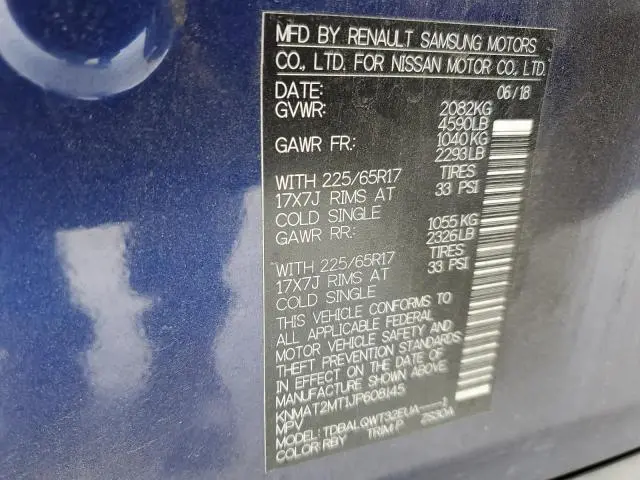 MFD BY RENAULT SAMSUNG MOTORS
CO., LTD. FOR NISSAN MOTOR CO., LTD.
DATE: 06/18
GVWR: 2082KG
4590LB
GAWR FR.: 1040KG
2293LB
WITH 225/65R17 TIRES
17X7J RIMS AT 33 PSI
COLD SINGLE
GAWR RR.: 1055KG
2326LB
WITH 225/65R17 TIRES
17X7J RIMS AT 33 PSI
COLD SINGLE
THIS VEHICLE CONFORMS TO
ALL APPLICABLE FEDERAL
MOTOR VEHICLE SAFETY AND
THEFT PREVENTION STANDARDS
IN EFFECT ON THE DATE OF
MANUFACTURE SHOWN ABOVE.
KNMAT2MT1JP608145
MPV
MODEL: TDBALQWT32EUA-----1
COLOR: RBY TRIM: P 2S30A